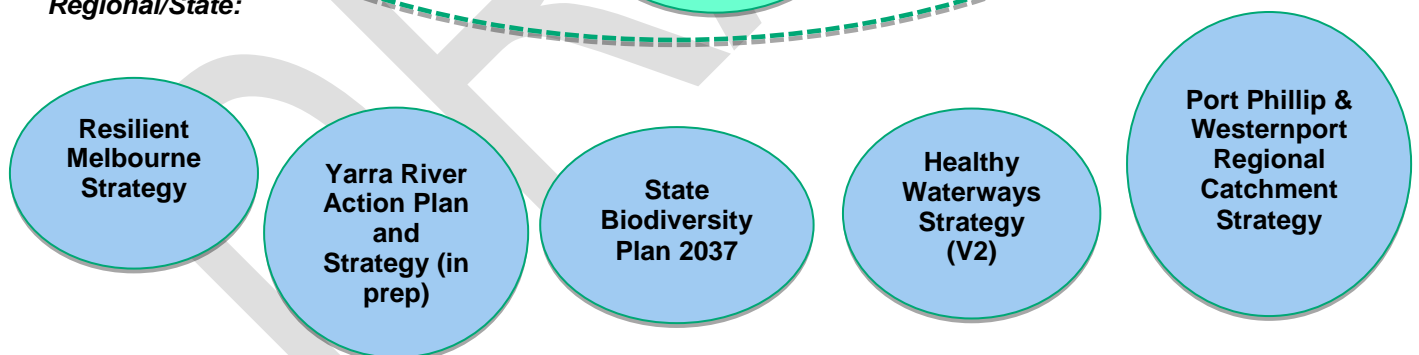 Regional/State:
Resilient
Melbourne
Strategy
Yarra River
Action Plan
and
Strategy (in
prep)
State
Biodiversity
Plan 2037
Healthy
Waterways
Strategy
(V2)
Port Phillip &
Westernport
Regional
Catchment
Strategy